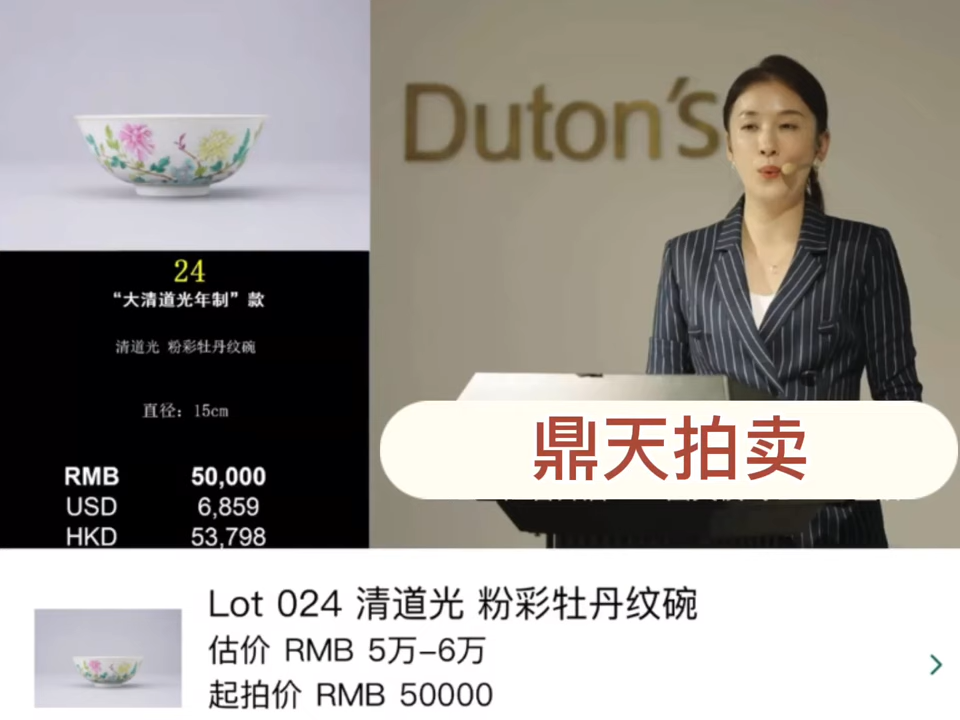 Duton's
24
“大清道光年制”款
清道光 粉彩牡丹纹碗
直径：15cm
RMB 50,000
USD 6,859
HKD 53,798
鼎天拍卖
Lot 024 清道光 粉彩牡丹纹碗
估价 RMB 5万-6万
起拍价 RMB 50000